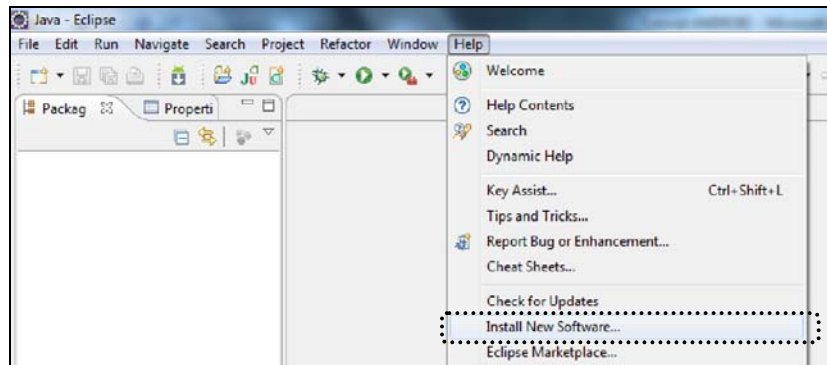 Java - Eclipse
File Edit Run Navigate Search Project Refactor Window Help
Welcome
Packag Properti
Help Contents
Search
Dynamic Help
Key Assist... Ctrl+Shift+L
Tips and Tricks...
Report Bug or Enhancement...
Cheat Sheets...
Check for Updates
Install New Software...
Eclipse Marketplace...